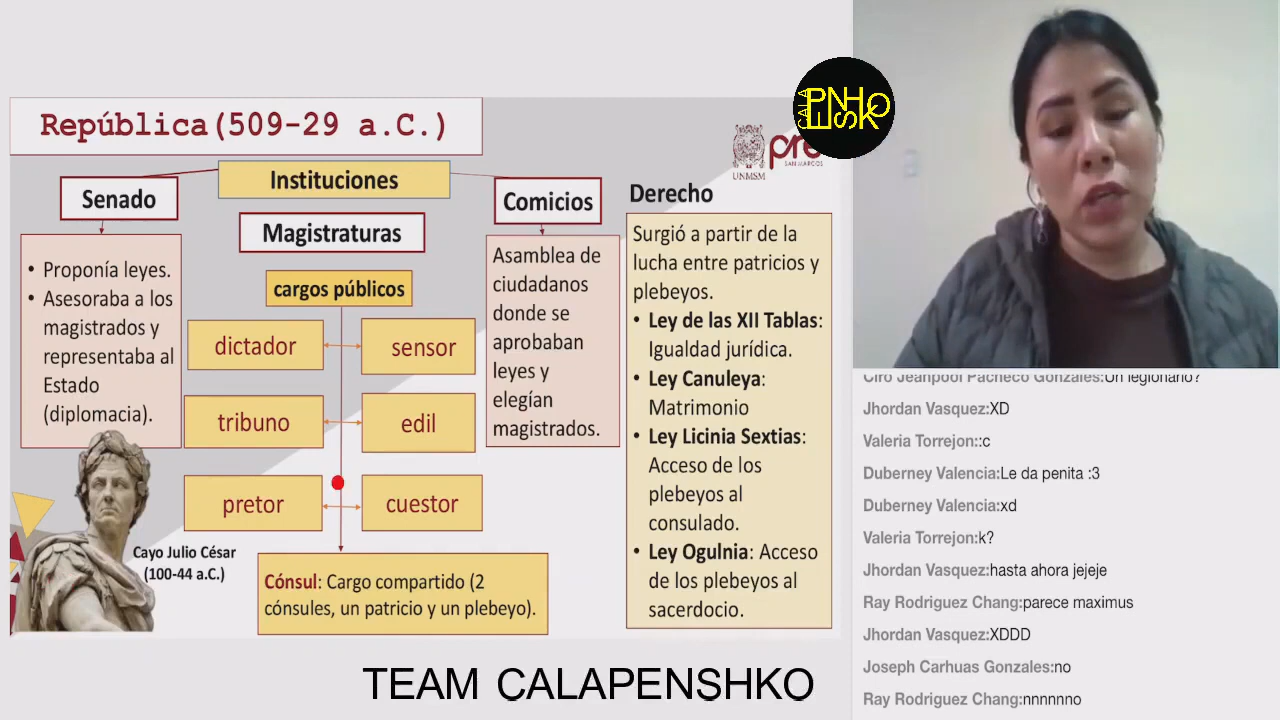 República(509-29 a.C.)
Instituciones
Senado
Magistraturas
Comicios
Derecho
cargos públicos
• Proponía leyes.
• Asesoraba a los
magistrados y
representaba al
Estado
(diplomacia).
dictador
sensor
tribuno
edil
pretor
cuestor
Asamblea de
ciudadanos
donde se
aprobaban
leyes y
elegían
magistrados.
Surgió a partir de la
lucha entre patricios y
plebeyos.
• Ley de las XII Tablas:
Igualdad jurídica.
• Ley Canuleya:
Matrimonio
• Ley Licinia Sextias:
Acceso de los
plebeyos al
consulado.
• Ley Ogulnia: Acceso
de los plebeyos al
sacerdocio.
Cayo Julio César
(100-44 a.C.)
Cónsul: Cargo compartido (2
cónsules, un patricio y un plebeyo).
UNMSM
pre
SAN MARCOS
CALA
PENSHKO
TEAM CALAPENSHKO
Ciro Jeanpool Pacheco Gonzales:Un legionario?
Jhordan Vasquez:XD
Valeria Torrejon::c
Duberney Valencia:Le da penita :3
Duberney Valencia:xd
Valeria Torrejon:k?
Jhordan Vasquez:hasta ahora jejeje
Ray Rodriguez Chang:parece maximus
Jhordan Vasquez:XDDD
Joseph Carhuas Gonzales:no
Ray Rodriguez Chang:nnnnnno